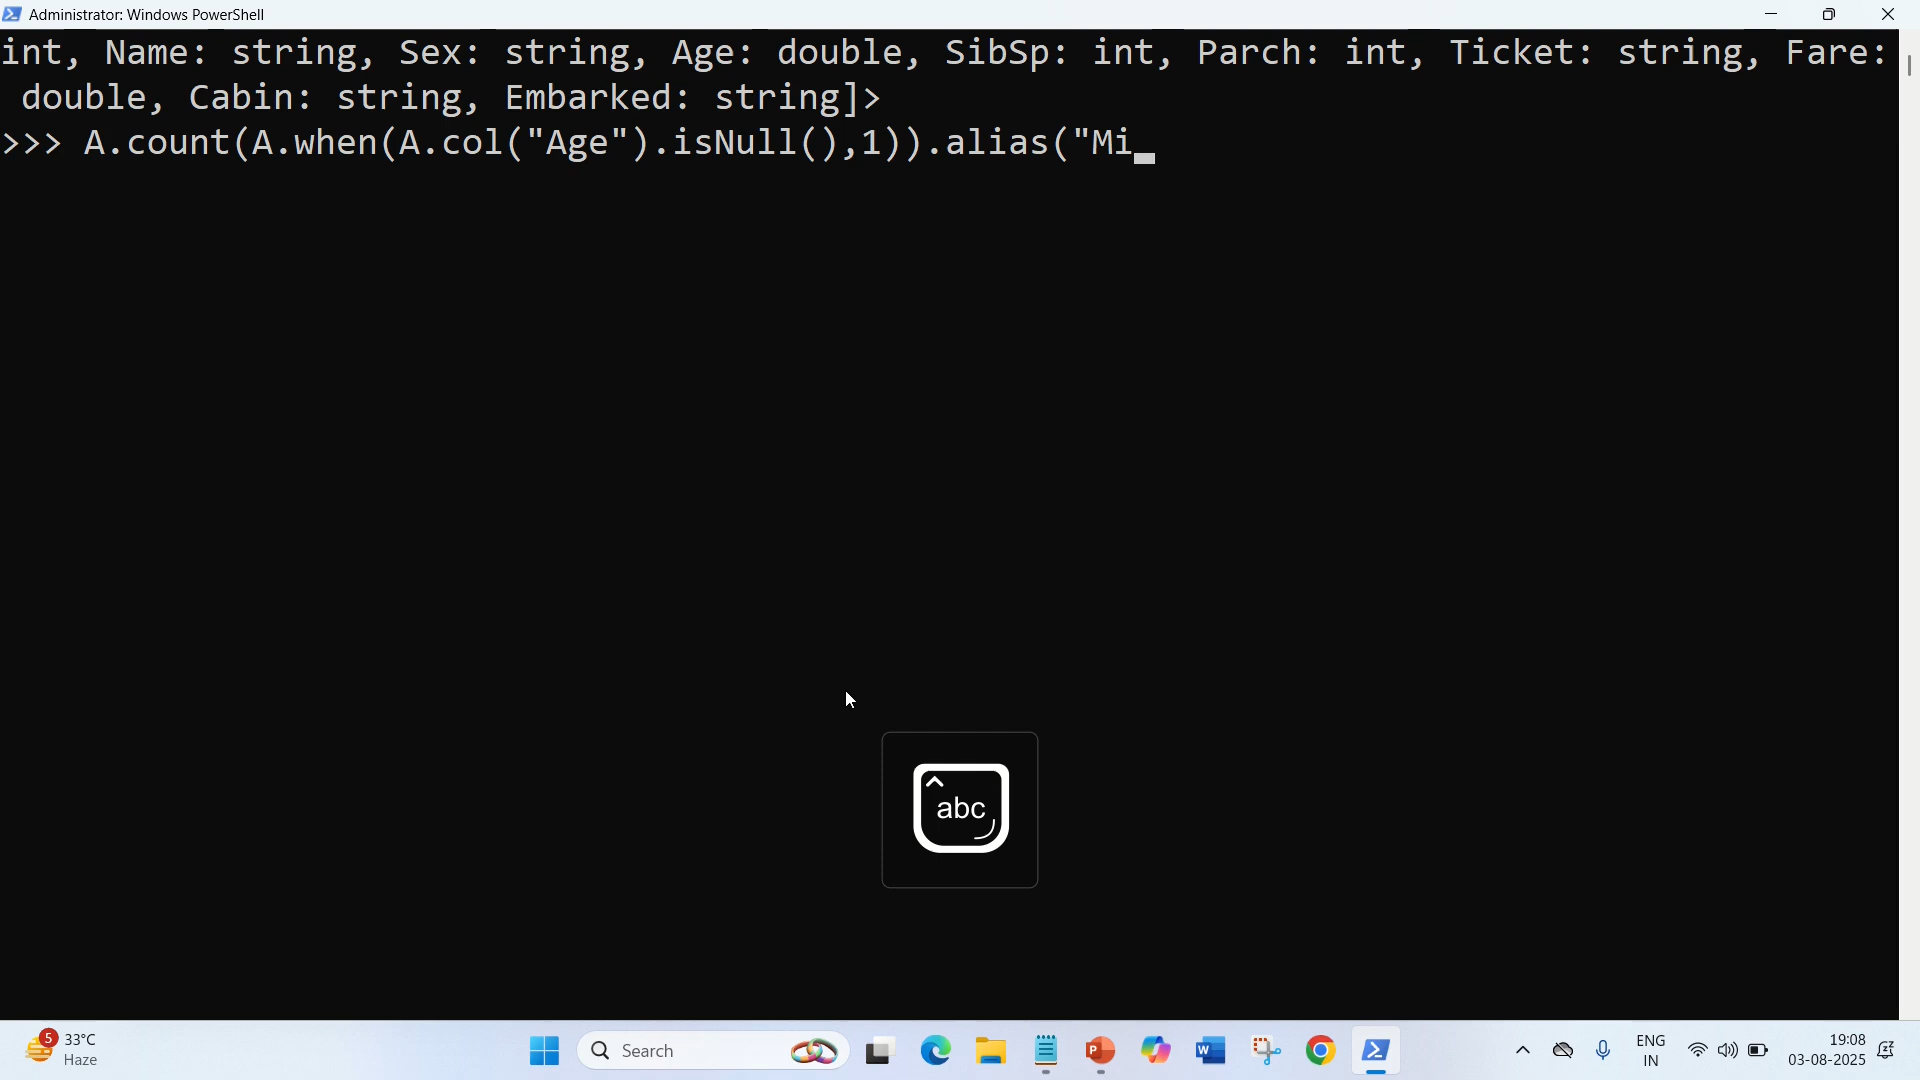 Administrator: Windows PowerShell
int, Name: string, Sex: string, Age: double, SibSp: int, Parch: int, Ticket: string, Fare:
double, Cabin: string, Embarked: string]>
>>> A.count(A.when(A.col("Age").isNull(),1)).alias("Mi_
abc
5
33°C
Haze
Search
ENG
IN
19:08
03-08-2025